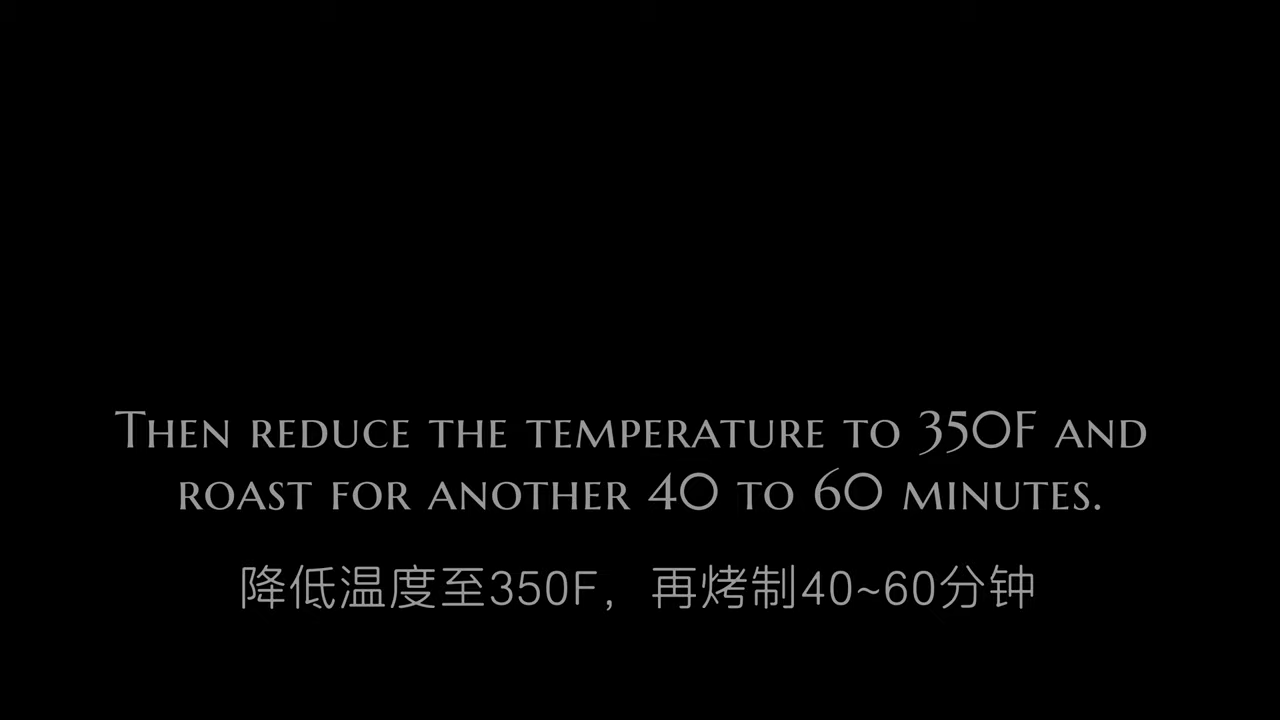 Then reduce the temperature to 350F and
roast for another 40 to 60 minutes.
降低温度至350F，再烤制40~60分钟